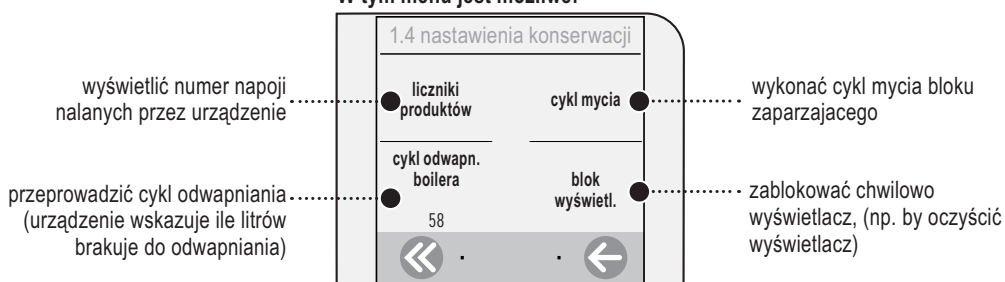 W tym menu jest możliwe:
1.4 nastawienia konserwacji
wyświetlić numer napoji
nalanych przez urządzenie
liczniki
produktów
cykl mycia
wykonać cykl mycia bloku
zaparzajacego
przeprowadzić cykl odwapniania
(urządzenie wskazuje ile litrów
brakuje do odwapniania)
cykl odwapn.
boilera
58
blok
wyświetl.
zablokować chwilowo
wyświetlacz, (np. by oczyścić
wyświetlacz)